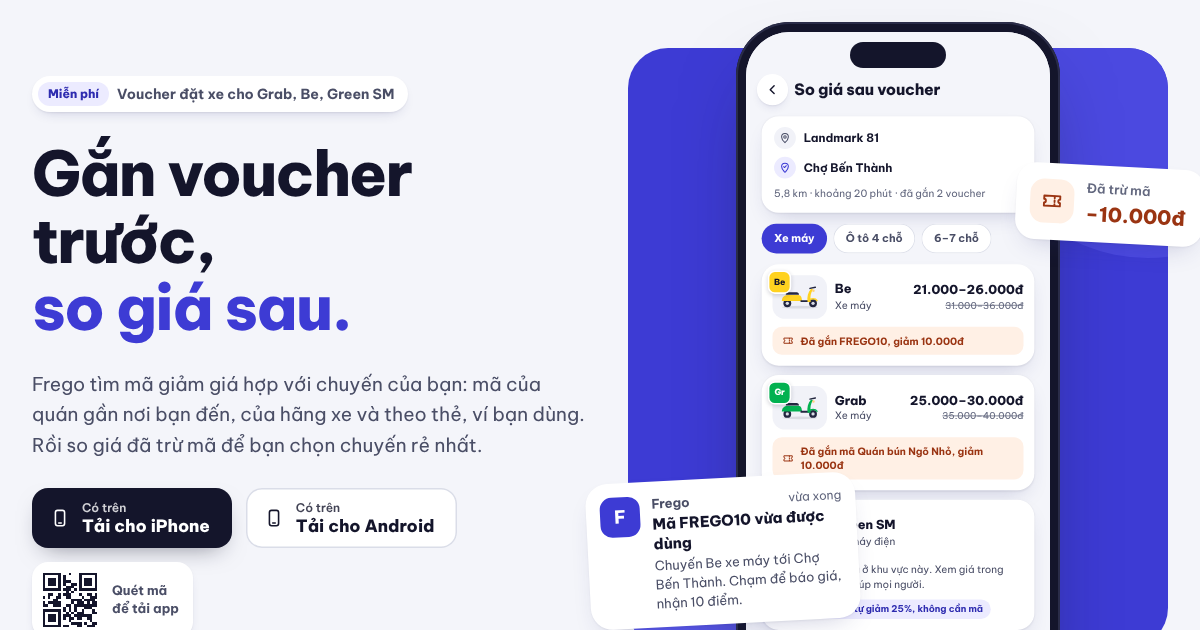 Miễn phí Voucher đặt xe cho Grab, Be, Green SM
Gắn voucher
trước,
so giá sau.
Frego tìm mã giảm giá hợp với chuyến của bạn: mã của
quán gần nơi bạn đến, của hãng xe và theo thẻ, ví bạn dùng.
Rồi so giá đã trừ mã để bạn chọn chuyến rẻ nhất.
Có trên
Tải cho iPhone
Có trên
Tải cho Android
Quét mã
để tải app
So giá sau voucher
Landmark 81
Chợ Bến Thành
5,8 km · khoảng 20 phút · đã gắn 2 voucher
Đã trừ mã
−10.000đ
Xe máy Ô tô 4 chỗ 6–7 chỗ
Be
Be 21.000–26.000đ
Xe máy 31.000–36.000đ
Đã gắn FREGO10, giảm 10.000đ
Gr
Grab 25.000–30.000đ
Xe máy 35.000–40.000đ
Đã gắn mã Quán bún Ngõ Nhỏ, giảm
10.000đ
F
Frego vừa xong
Mã FREGO10 vừa được
dùng
Chuyến Be xe máy tới Chợ
Bến Thành. Chạm để báo giá,
nhận 10 điểm.
SM
điện
ở khu vực này. Xem giá trong
mọi người.
giảm 25%, không cần mã